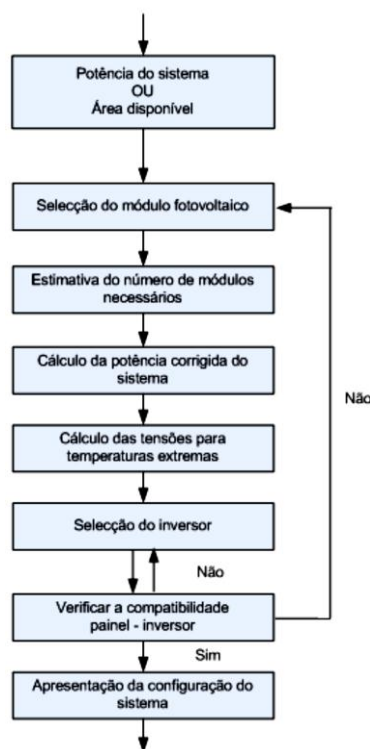 Potência do sistema
OU
Área disponível
Selecção do módulo fotovoltaico
Estimativa do número de módulos
necessários
Cálculo da potência corrigida do
sistema
Não
Cálculo das tensões para
temperaturas extremas
Selecção do inversor
Não
Verificar a compatibilidade
painel - inversor
Sim
Apresentação da configuração do
sistema